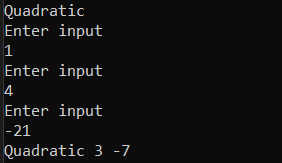 Quadratic
Enter input
1
Enter input
4
Enter input
-21
Quadratic 3 -7